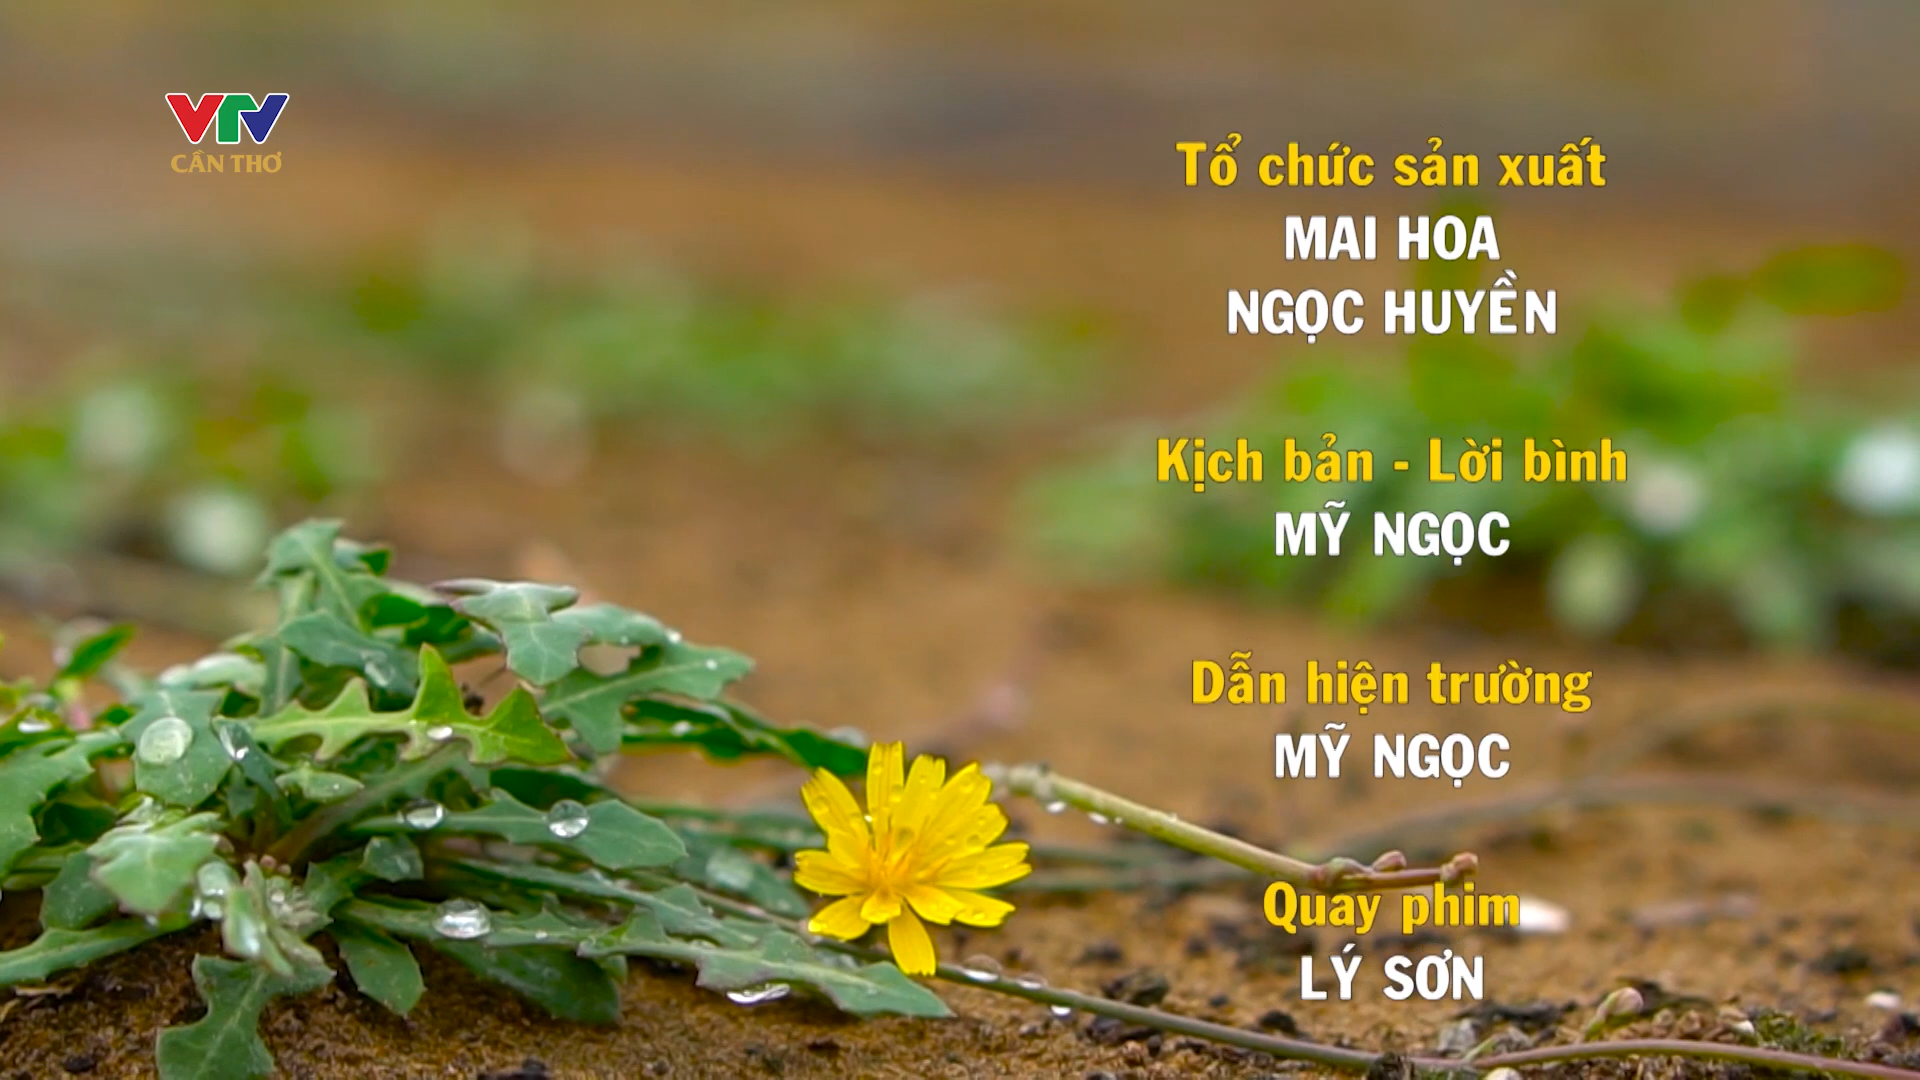 VTV
CẦN THƠ
Tổ chức sản xuất
MAI HOA
NGỌC HUYỀN
Kịch bản - Lời bình
MỸ NGỌC
Dẫn hiện trường
MỸ NGỌC
Quay phim
LÝ SƠN